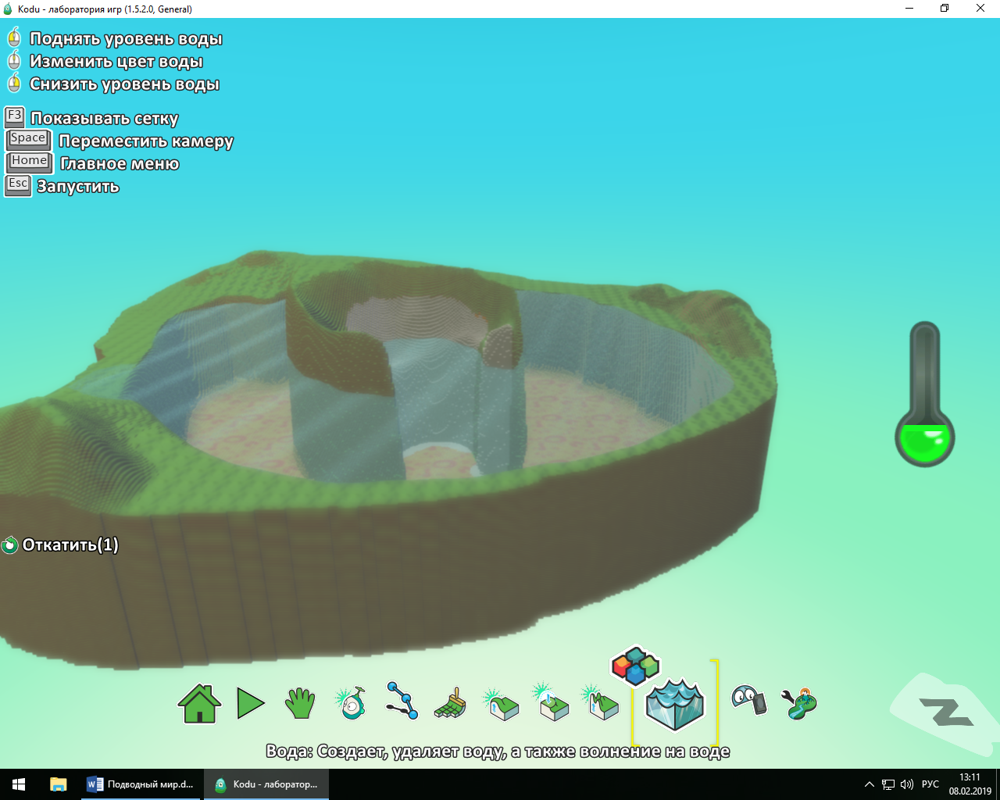 Kodu - лаборатория игр (1.5.2.0, General)
Поднять уровень воды
Изменить цвет воды
Снизить уровень воды
F3 Показывать сетку
Space Переместить камеру
Home Главное меню
Esc Запустить
Откатить(1)
Вода: Создает, удаляет воду, а также волнение на воде
Подводный мир.d...
Kodu - лаборатор...
РУС
13:11
08.02.2019